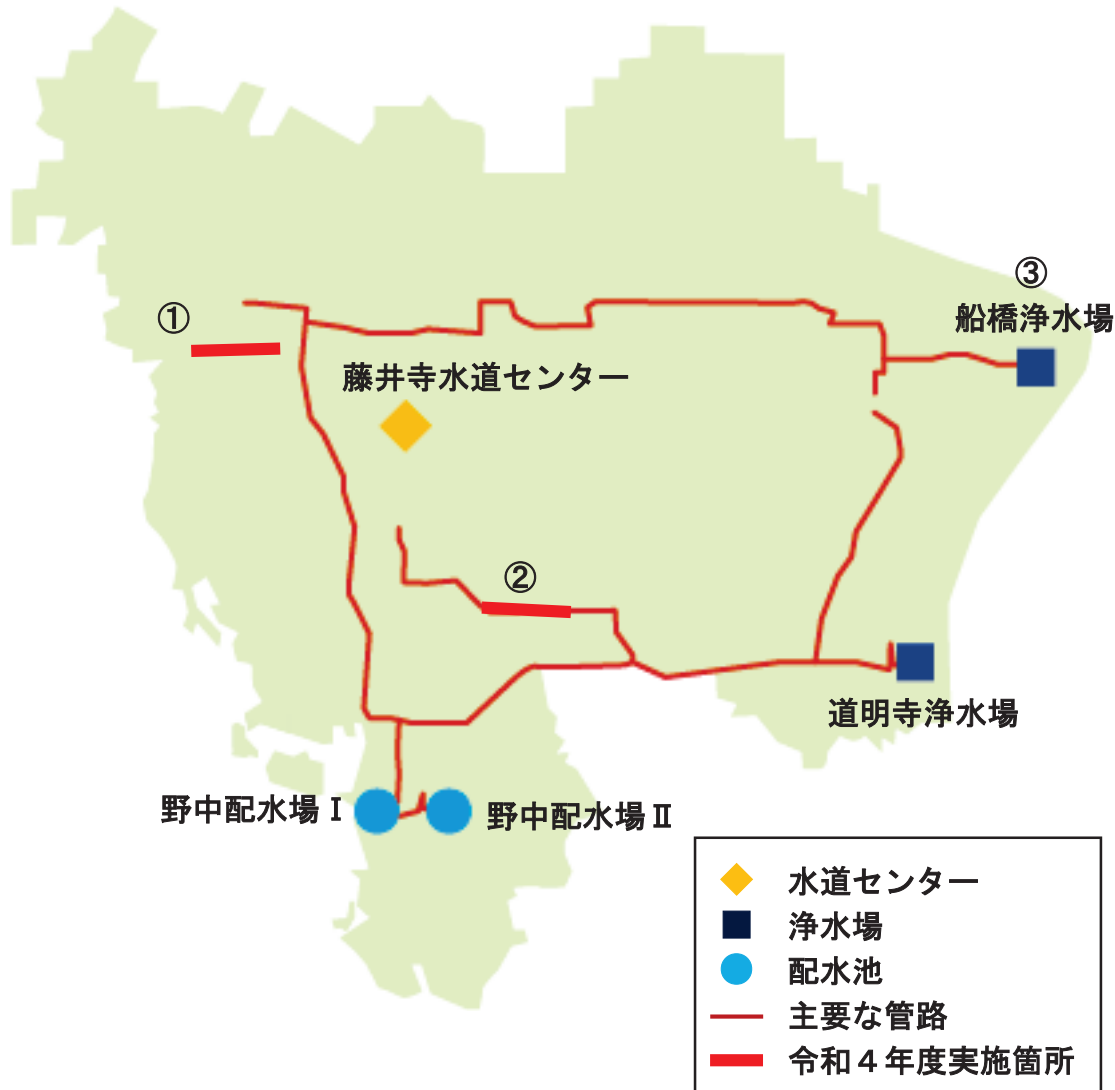 ③
船橋浄水場
①
藤井寺水道センター
②
道明寺浄水場
野中配水場Ⅰ
野中配水場Ⅱ
水道センター
浄水場
配水池
主要な管路
令和４年度実施箇所